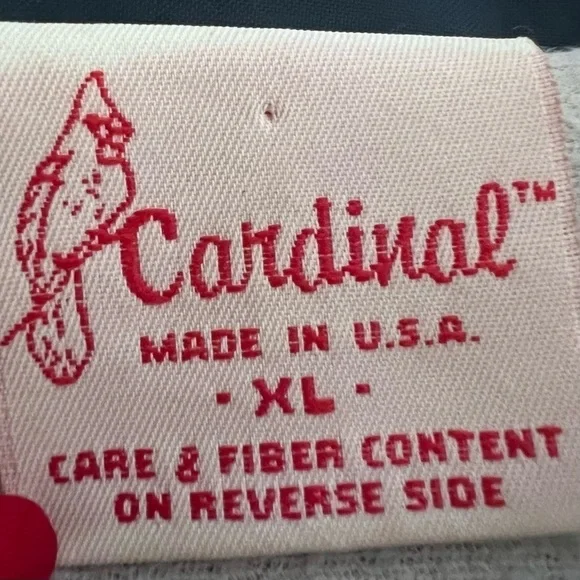 Cardinal™
MADE IN U.S.A.
· XL ·
CARE & FIBER CONTENT
ON REVERSE SIDE